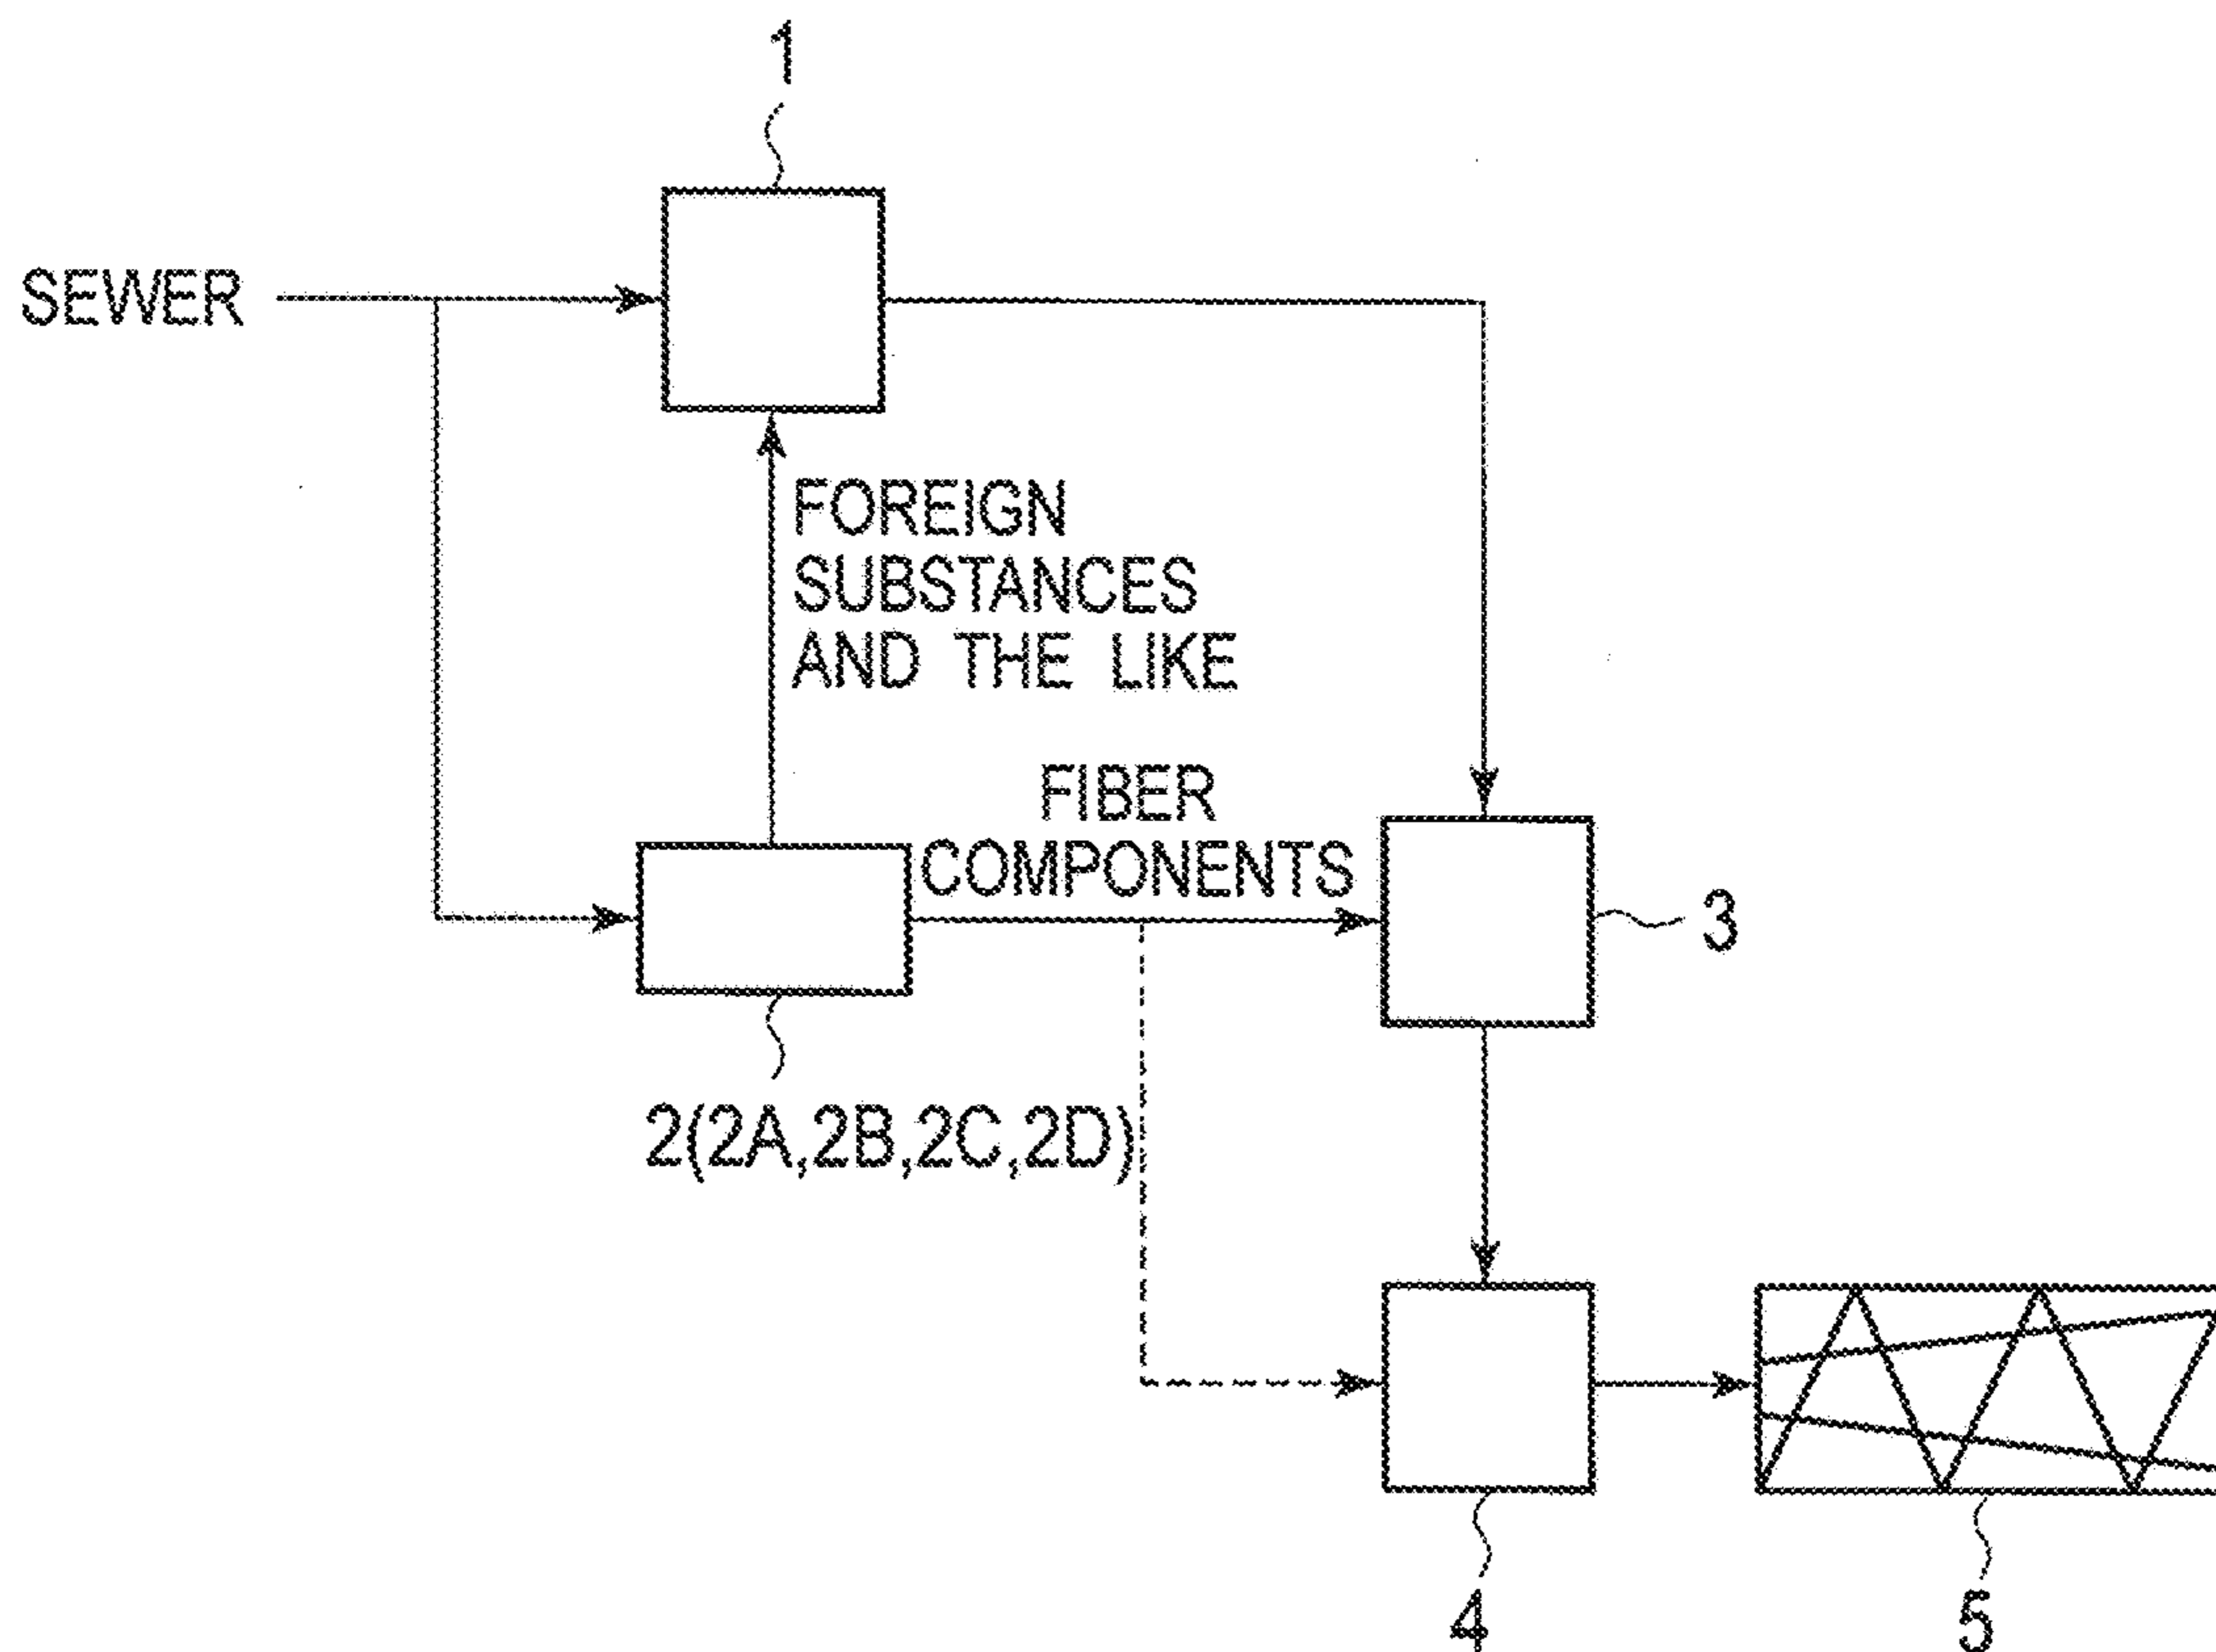 1
SEWER
FOREIGN
SUBSTANCES
AND THE LIKE
FIBER
COMPONENTS
3
2(2A,2B,2C,2D)
4
5